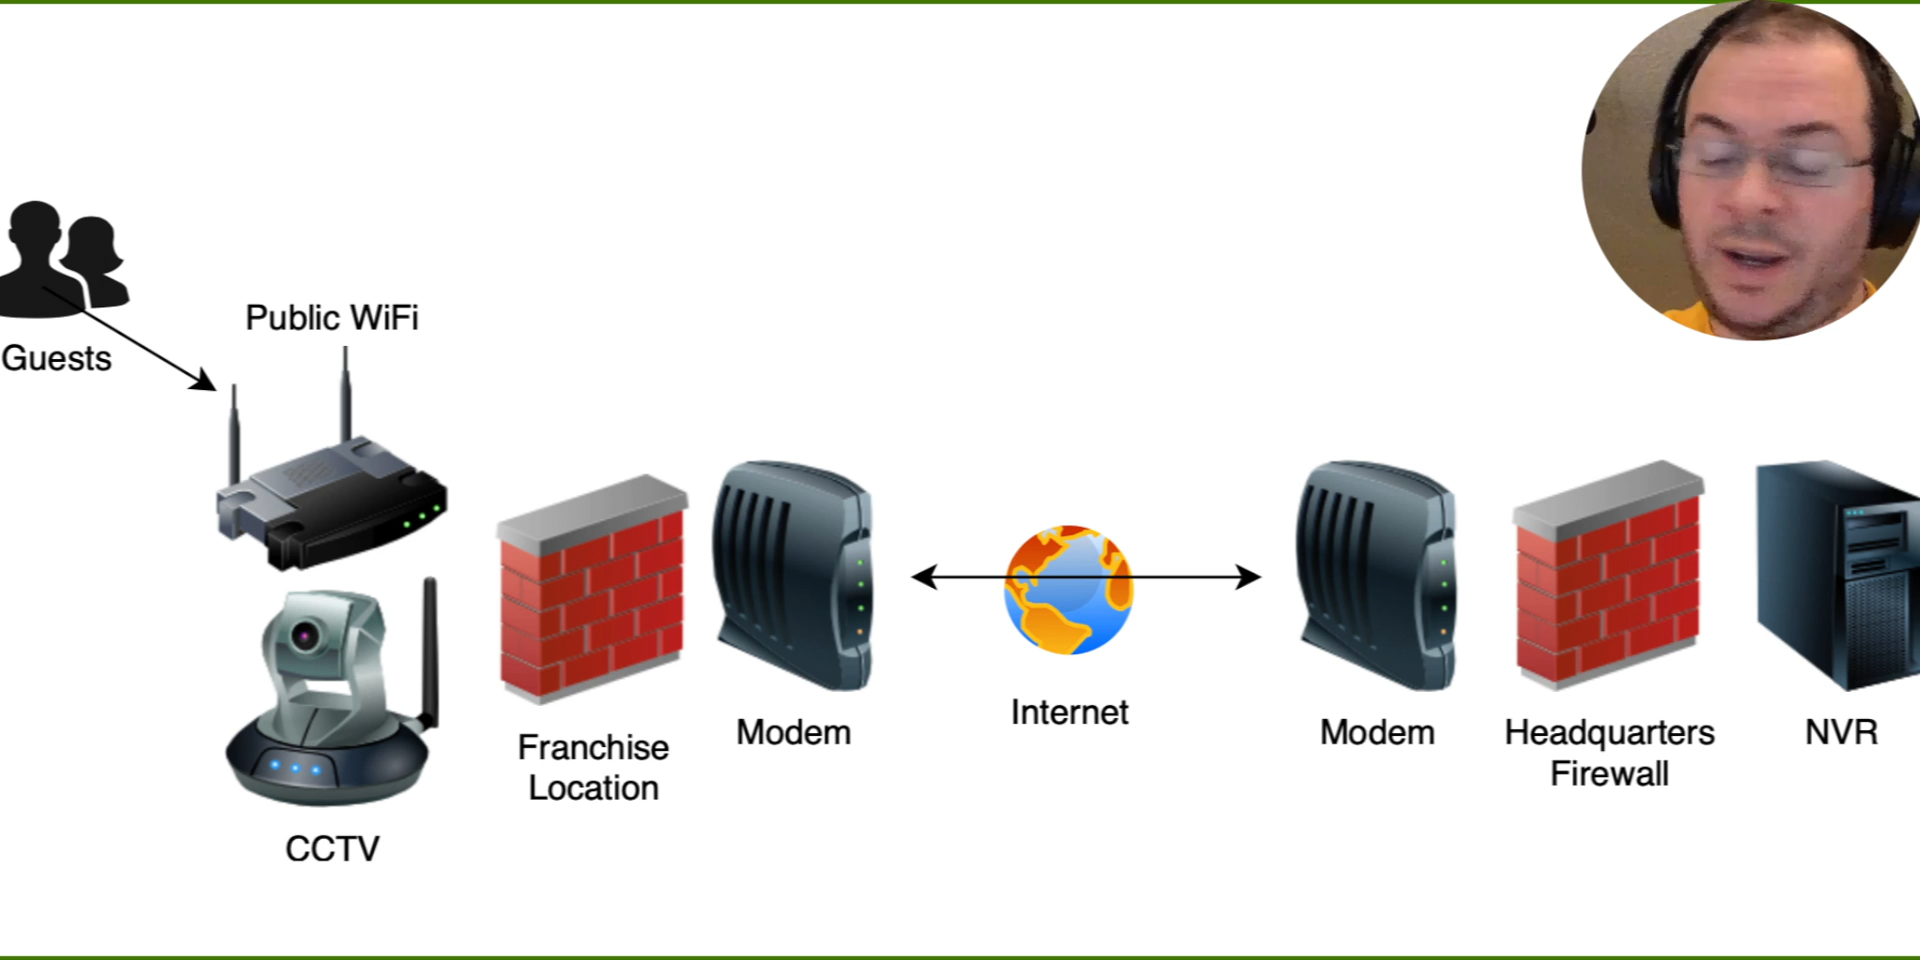 Public WiFi
Guests
CCTV
Franchise
Location
Modem
Internet
Modem
Headquarters
Firewall
NVR